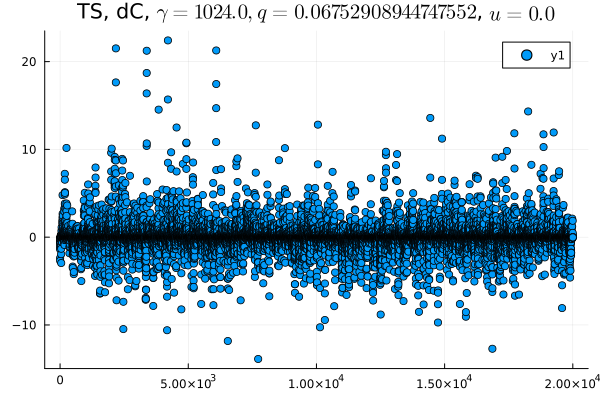 TS, dC, γ = 1024.0, q = 0.06752908944747552, u = 0.0
y1
20
10
0
−10
0 5.00×10³ 1.00×10⁴ 1.50×10⁴ 2.00×10⁴